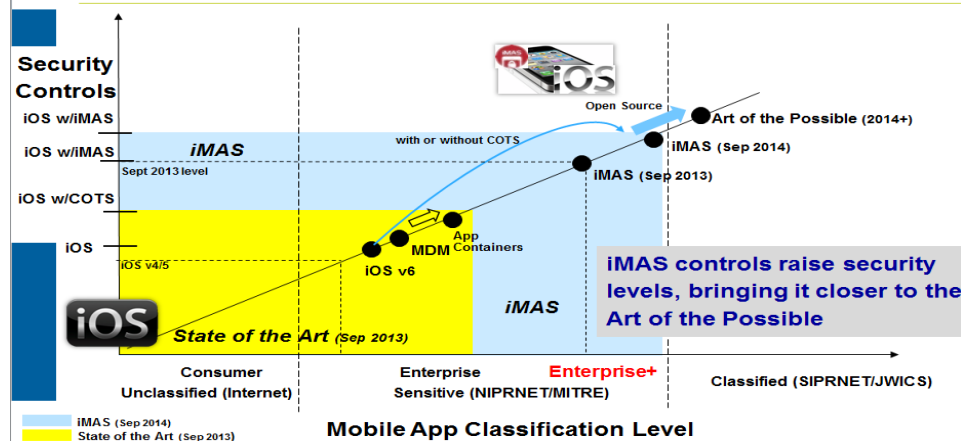 Security
Controls
iOS w/iMAS
iOS w/iMAS
iOS w/COTS
iOS
iMAS
Sept 2013 level
iOS v4/5
iMAS
iOS
Open Source
with or without COTS
Art of the Possible (2014+)
iMAS (Sep 2014)
iMAS (Sep 2013)
App
Containers
MDM
iOS v6
iMAS
iMAS controls raise security
levels, bringing it closer to the
Art of the Possible
iOS
State of the Art (Sep 2013)
Consumer
Unclassified (Internet)
Enterprise
Sensitive (NIPRNET/MITRE)
Enterprise+
Classified (SIPRNET/JWICS)
iMAS (Sep 2014)
State of the Art (Sep 2013)
Mobile App Classification Level